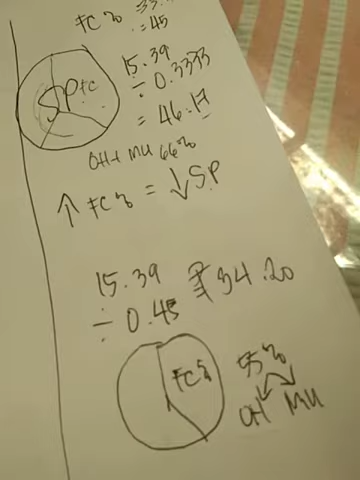 FC %
= 45
15.39
÷ 0.3333
= 46.17
SP FC
OH + MU 66%
↑ FC % = ↓ SP
15.39 ₱34.20
÷ 0.45
FC% 55%
OH MU